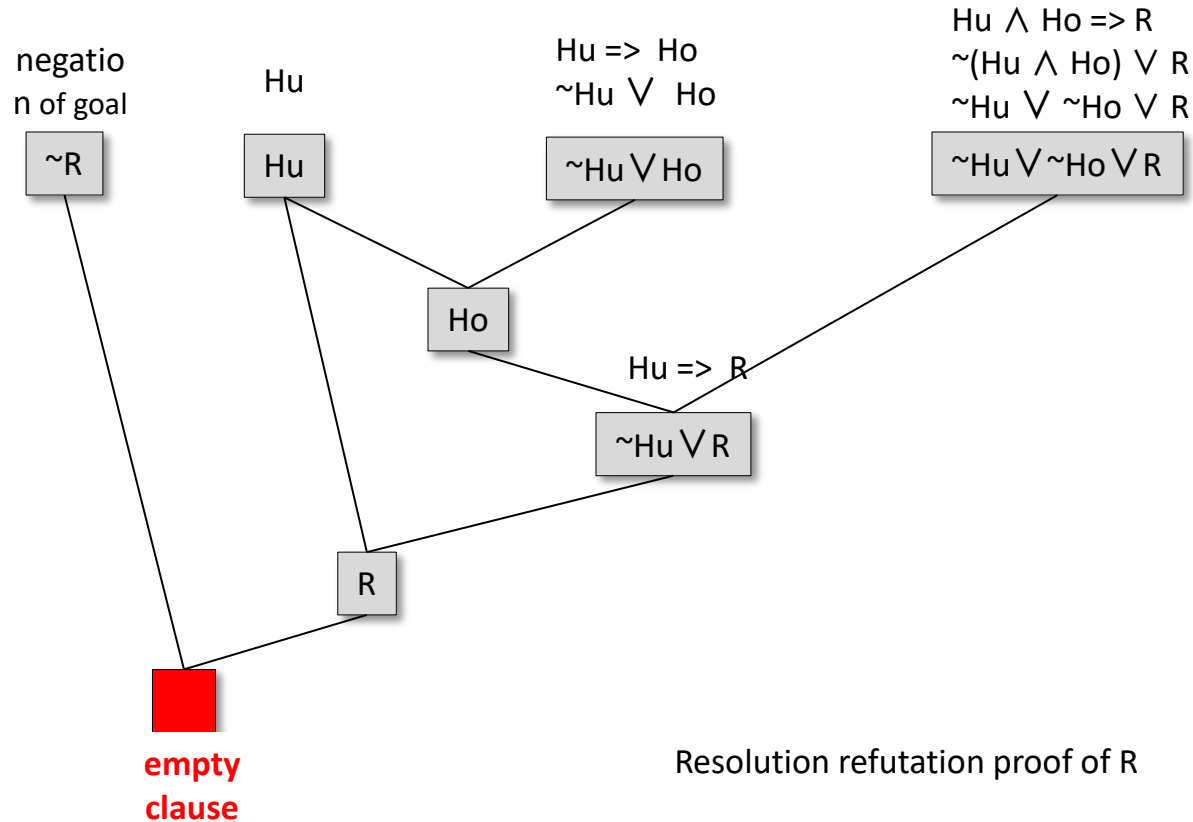 negatio
n of goal
Hu
Hu => Ho
~Hu ∨ Ho
Hu ∧ Ho => R
~(Hu ∧ Ho) ∨ R
~Hu ∨ ~Ho ∨ R
~R
Hu
~Hu ∨ Ho
~Hu ∨ ~Ho ∨ R
Ho
Hu => R
~Hu ∨ R
R
empty
clause
Resolution refutation proof of R